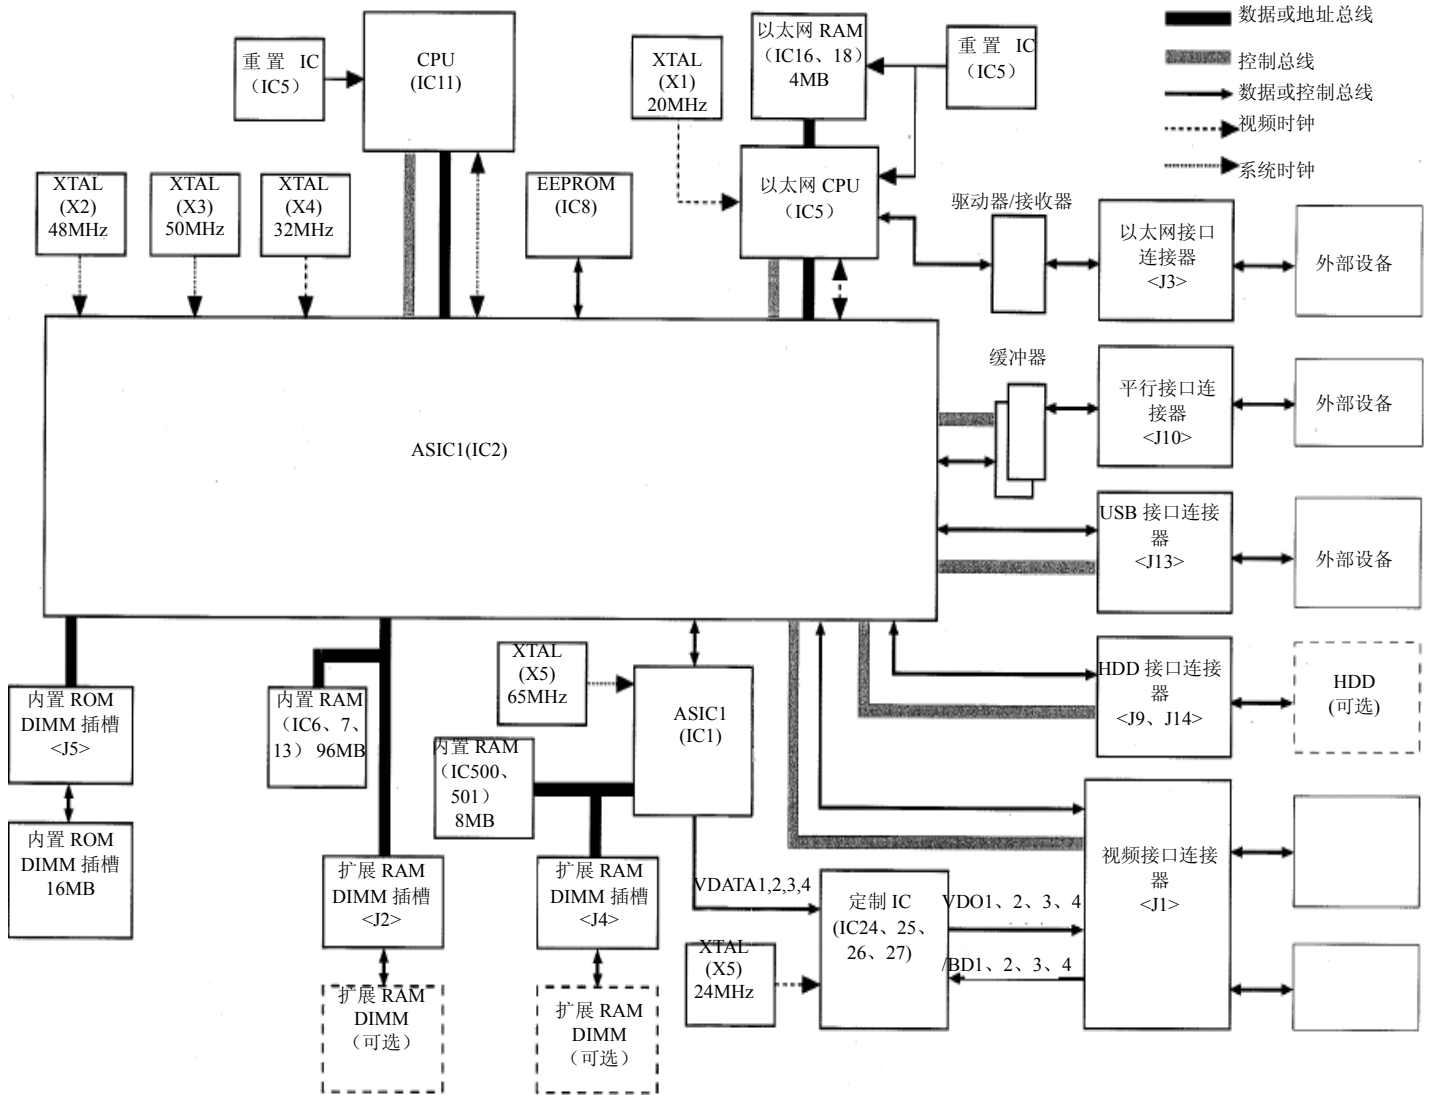 数据或地址总线
控制总线
数据或控制总线
视频时钟
系统时钟
重 置 IC
（IC5）
CPU
(IC11)
XTAL
(X1)
20MHz
以太网 RAM
（IC16、18）
4MB
重 置 IC
（IC5）
XTAL
(X2)
48MHz
XTAL
(X3)
50MHz
XTAL
(X4)
32MHz
EEPROM
(IC8)
以太网 CPU
(IC5)
驱动器/接收器
以太网接口
连接器
<J3>
外部设备
缓冲器
平行接口连
接器
<J10>
外部设备
ASIC1(IC2)
USB 接口连接
器
<J13>
外部设备
XTAL
(X5)
65MHz
ASIC1
(IC1)
HDD 接口连接
器
<J9、J14>
HDD
(可选)
内置 ROM
DIMM 插槽
<J5>
内置 RAM
（IC6、7、
13） 96MB
内置 RAM
（IC500、
501）
8MB
内置 ROM
DIMM 插槽
16MB
扩展 RAM
DIMM 插槽
<J2>
扩展 RAM
DIMM 插槽
<J4>
VDATA1,2,3,4
定制 IC
(IC24、25、
26、27)
VDO1、2、3、4
/BD1、2、3、4
视频接口连接
器
<J1>
XTAL
(X5)
24MHz
扩展 RAM
DIMM
（可选）
扩展 RAM
DIMM
（可选）